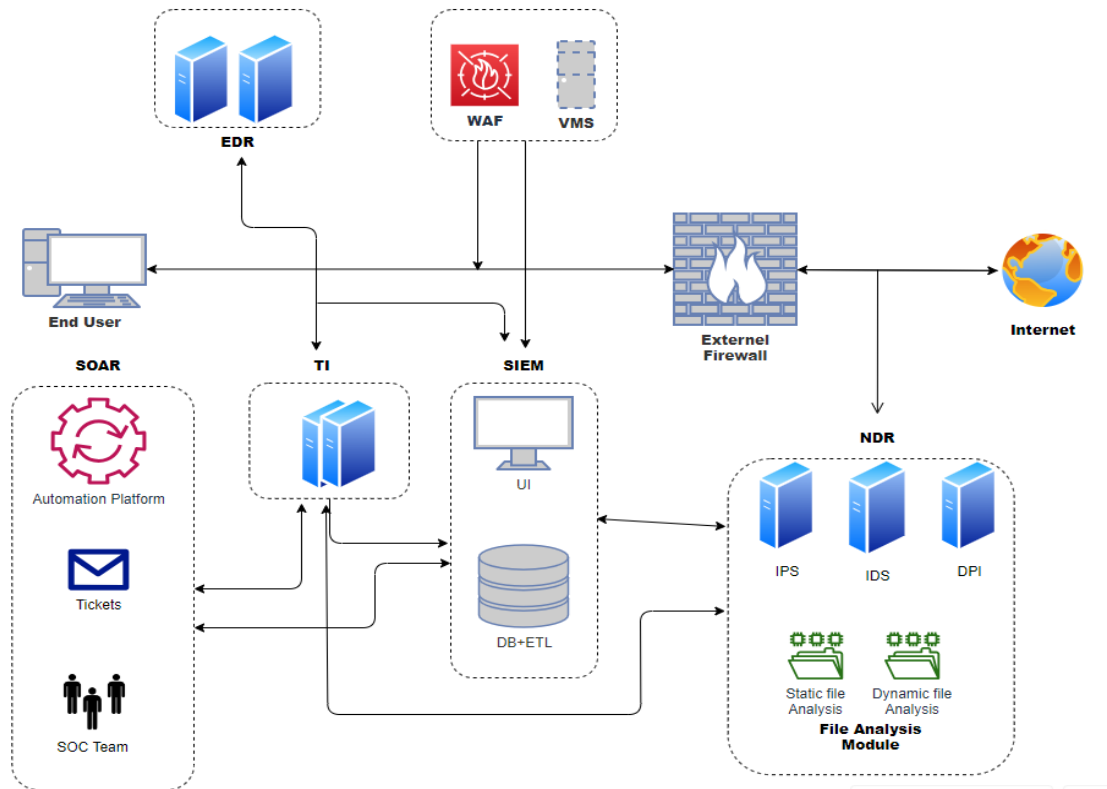 WAF
VMS
EDR
End User
Externel
Firewall
Internet
SOAR
TI
SIEM
NDR
Automation Platform
UI
IPS
IDS
DPI
Tickets
DB+ETL
Static file
Analysis
Dynamic file
Analysis
File Analysis
Module
SOC Team